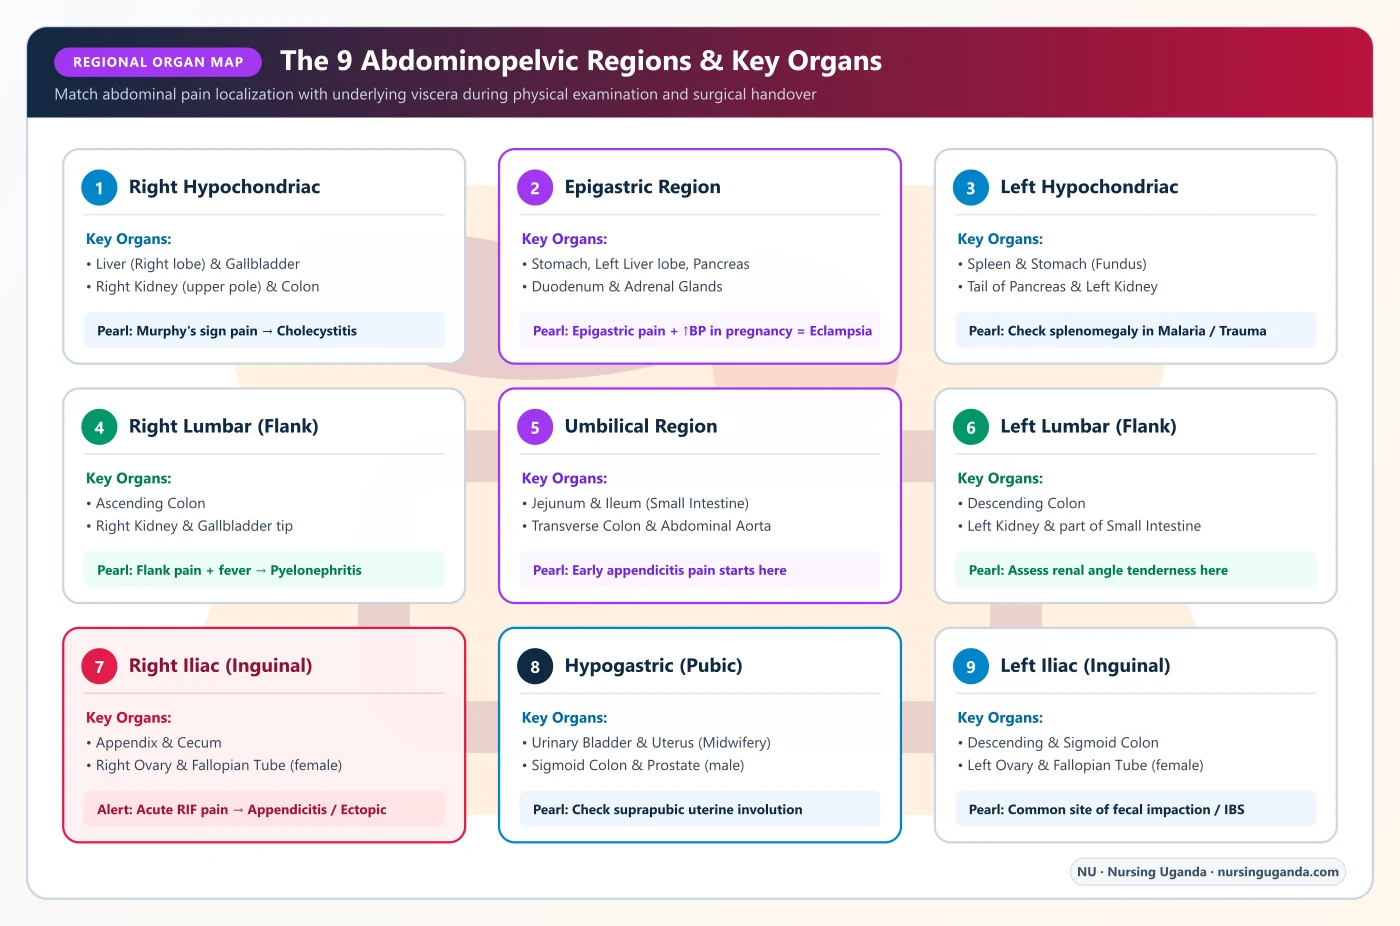 REGIONAL ORGAN MAP
The 9 Abdominopelvic Regions & Key Organs
Match abdominal pain localization with underlying viscera during physical examination and surgical handover
1
Right Hypochondriac
Key Organs:
• Liver (Right lobe) & Gallbladder
• Right Kidney (upper pole) & Colon
Pearl: Murphy's sign pain → Cholecystitis
2
Epigastric Region
Key Organs:
• Stomach, Left Liver lobe, Pancreas
• Duodenum & Adrenal Glands
Pearl: Epigastric pain + ↑BP in pregnancy = Eclampsia
3
Left Hypochondriac
Key Organs:
• Spleen & Stomach (Fundus)
• Tail of Pancreas & Left Kidney
Pearl: Check splenomegaly in Malaria / Trauma
4
Right Lumbar (Flank)
Key Organs:
• Ascending Colon
• Right Kidney & Gallbladder tip
Pearl: Flank pain + fever → Pyelonephritis
5
Umbilical Region
Key Organs:
• Jejunum & Ileum (Small Intestine)
• Transverse Colon & Abdominal Aorta
Pearl: Early appendicitis pain starts here
6
Left Lumbar (Flank)
Key Organs:
• Descending Colon
• Left Kidney & part of Small Intestine
Pearl: Assess renal angle tenderness here
7
Right Iliac (Inguinal)
Key Organs:
• Appendix & Cecum
• Right Ovary & Fallopian Tube (female)
Alert: Acute RIF pain → Appendicitis / Ectopic
8
Hypogastric (Pubic)
Key Organs:
• Urinary Bladder & Uterus (Midwifery)
• Sigmoid Colon & Prostate (male)
Pearl: Check suprapubic uterine involution
9
Left Iliac (Inguinal)
Key Organs:
• Descending & Sigmoid Colon
• Left Ovary & Fallopian Tube (female)
Pearl: Common site of fecal impaction / IBS
NU · Nursing Uganda · nursinguganda.com